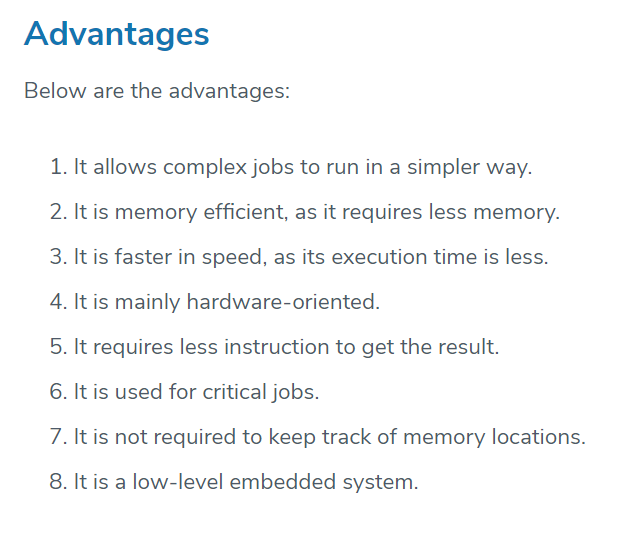 Advantages
Below are the advantages:
1. It allows complex jobs to run in a simpler way.
2. It is memory efficient, as it requires less memory.
3. It is faster in speed, as its execution time is less.
4. It is mainly hardware-oriented.
5. It requires less instruction to get the result.
6. It is used for critical jobs.
7. It is not required to keep track of memory locations.
8. It is a low-level embedded system.